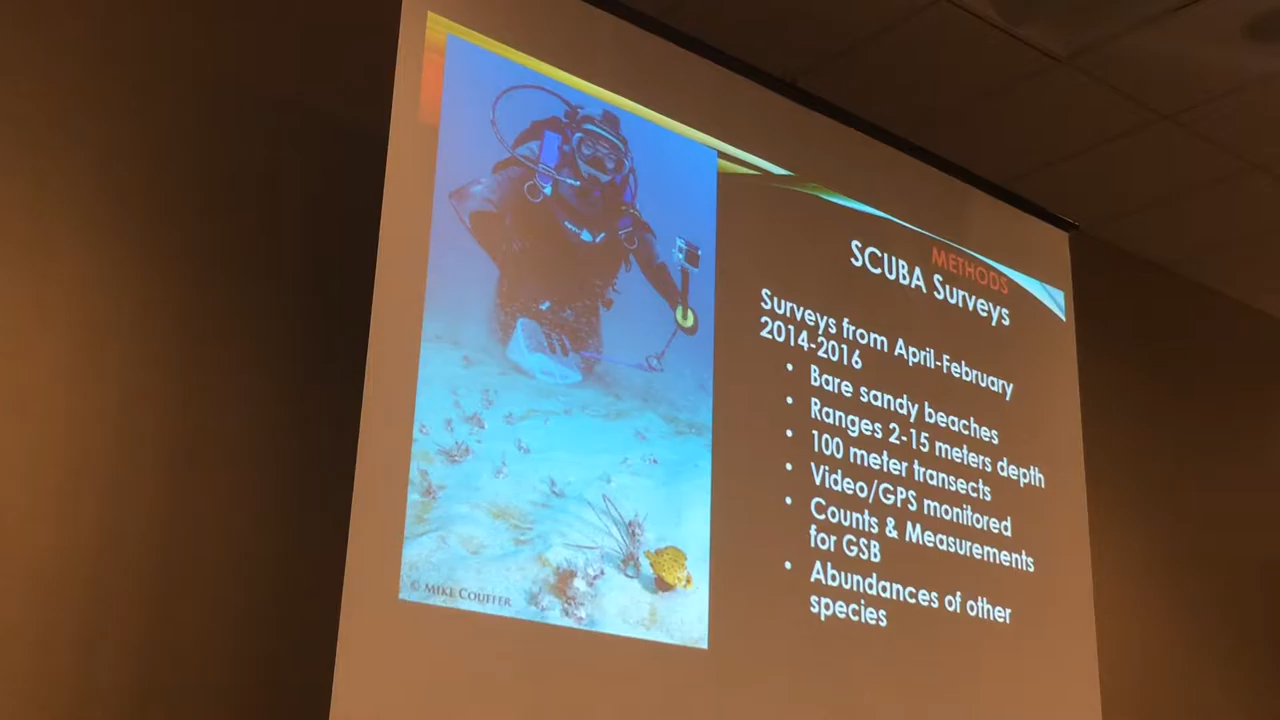 METHODS
SCUBA Surveys
Surveys from April-February
2014-2016
• Bare sandy beaches
• Ranges 2-15 meters depth
• 100 meter transects
• Video/GPS monitored
• Counts & Measurements
for GSB
• Abundances of other
species
© MIKE COUFFER